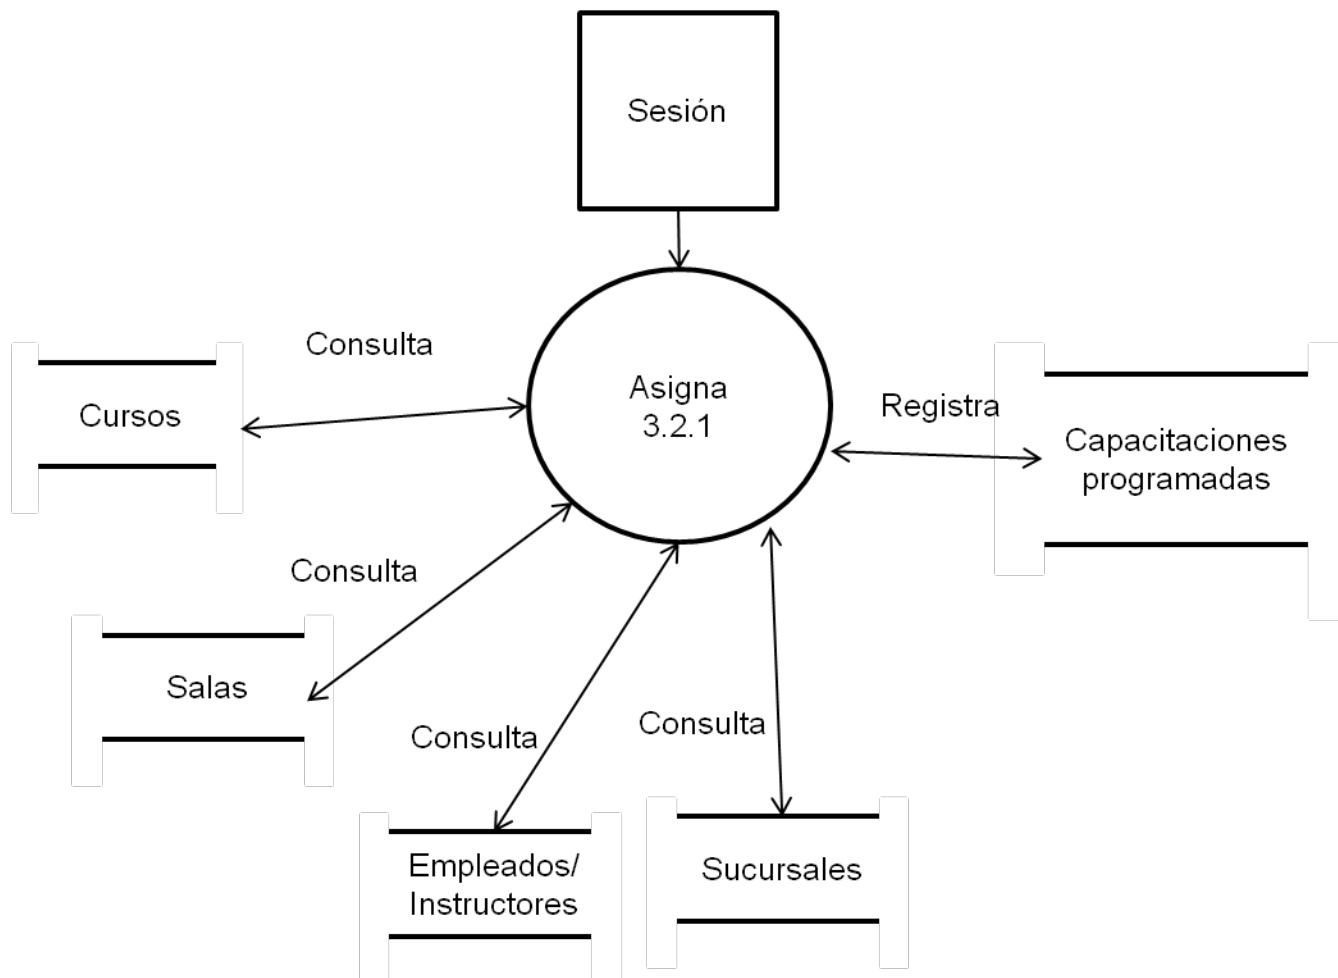 Sesión
Consulta
Asigna
3.2.1
Registra
Cursos
Capacitaciones
programadas
Consulta
Salas
Consulta
Consulta
Empleados/
Instructores
Sucursales